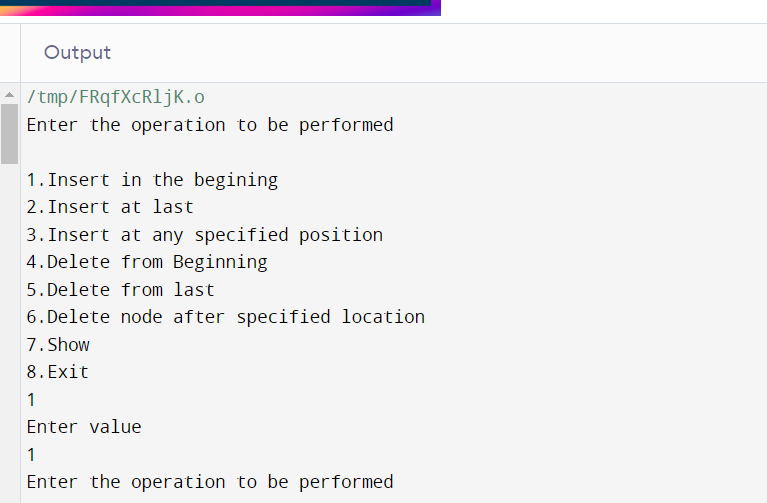 Output
/tmp/FRqfXcRljK.o
Enter the operation to be performed
1.Insert in the begining
2.Insert at last
3.Insert at any specified position
4.Delete from Beginning
5.Delete from last
6.Delete node after specified location
7.Show
8.Exit
1
Enter value
1
Enter the operation to be performed